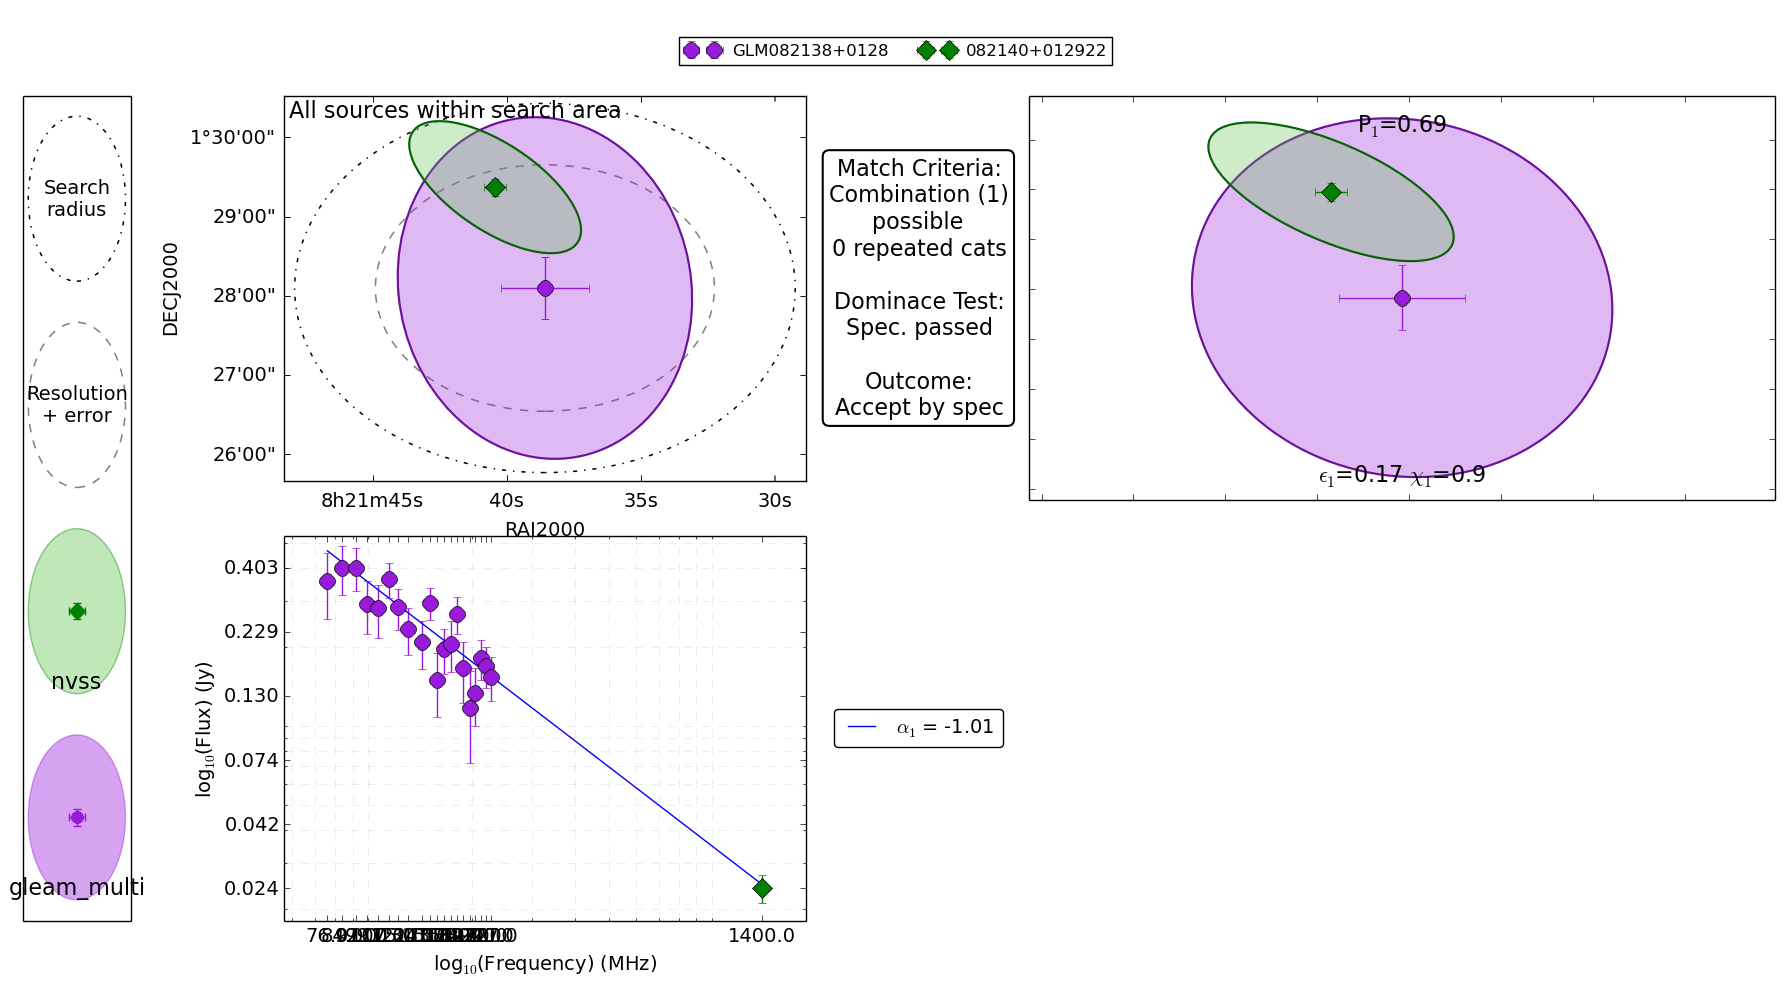 GLM082138+0128
082140+012922
Search
radius
Resolution
+ error
nvss
gleam_multi
All sources within search area
1°30'00"
29'00"
28'00"
27'00"
26'00"
DECJ2000
8h21m45s
40s
35s
30s
RAJ2000
Match Criteria:
Combination (1)
possible
0 repeated cats
Dominace Test:
Spec. passed
Outcome:
Accept by spec
P₁=0.69
ϵ₁=0.17 χ₁=0.9
0.403
0.229
0.130
0.074
0.042
0.024
log₁₀(Flux) (Jy)
1400.0
log₁₀(Frequency) (MHz)
α₁ = -1.01